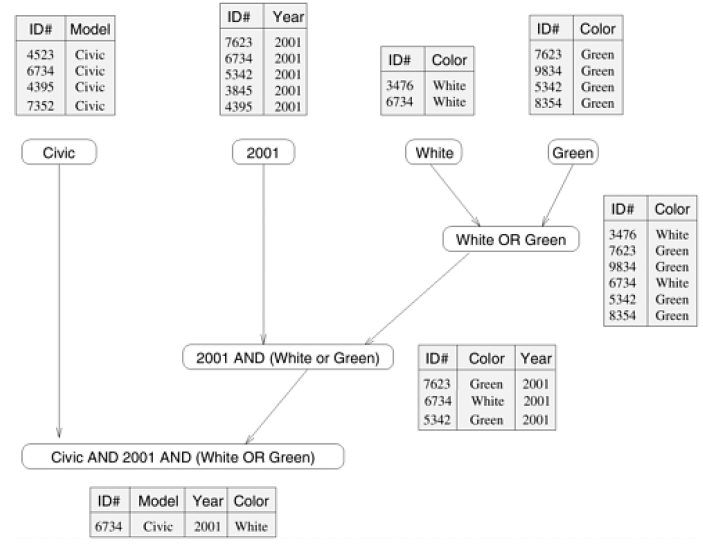 ID# Model
4523 Civic
6734 Civic
4395 Civic
7352 Civic
ID# Year
7623 2001
6734 2001
5342 2001
3845 2001
4395 2001
ID# Color
3476 White
6734 White
ID# Color
7623 Green
9834 Green
5342 Green
8354 Green
Civic
2001
White
Green
White OR Green
ID# Color
3476 White
7623 Green
9834 Green
6734 White
5342 Green
8354 Green
2001 AND (White or Green)
ID# Color Year
7623 Green 2001
6734 White 2001
5342 Green 2001
Civic AND 2001 AND (White OR Green)
ID# Model Year Color
6734 Civic 2001 White